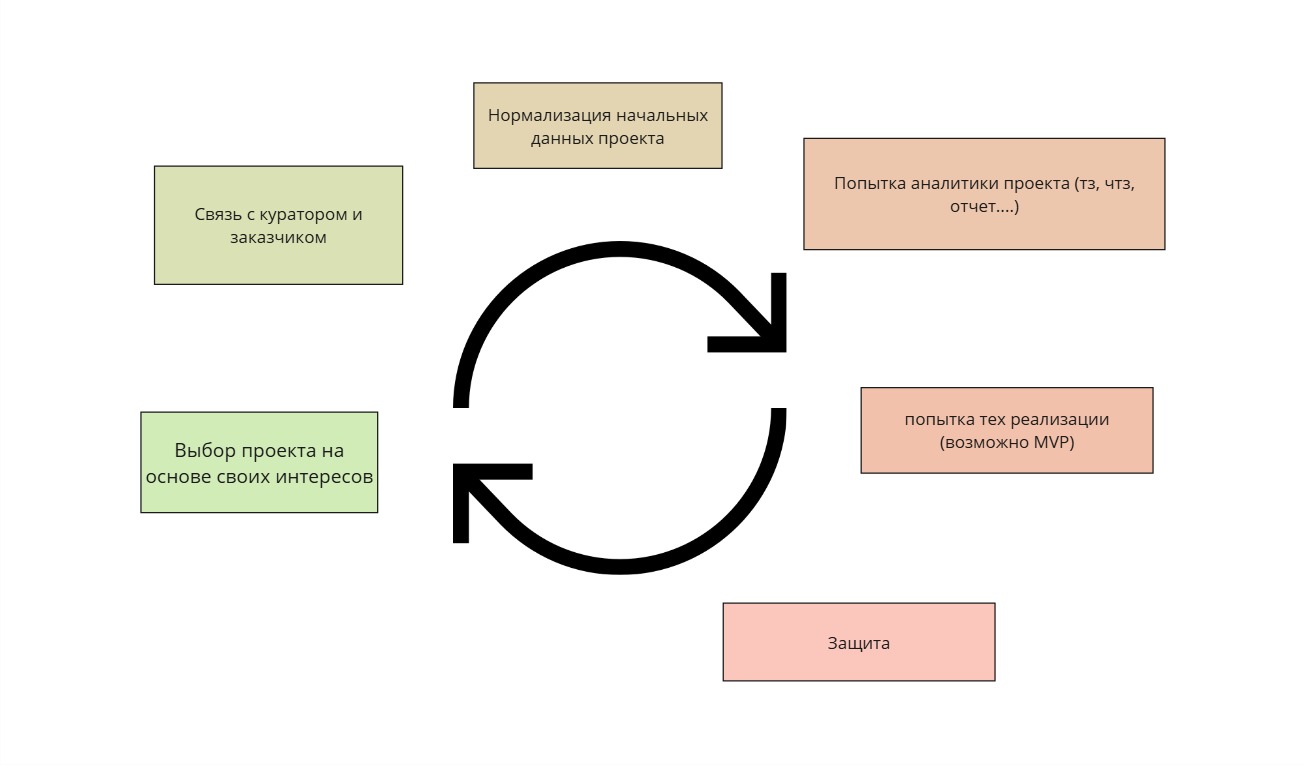 Нормализация начальных
данных проекта
Попытка аналитики проекта (тз, чтз,
отчет....)
Связь с куратором и
заказчиком
попытка тех реализации
(возможно MVP)
Выбор проекта на
основе своих интересов
Защита